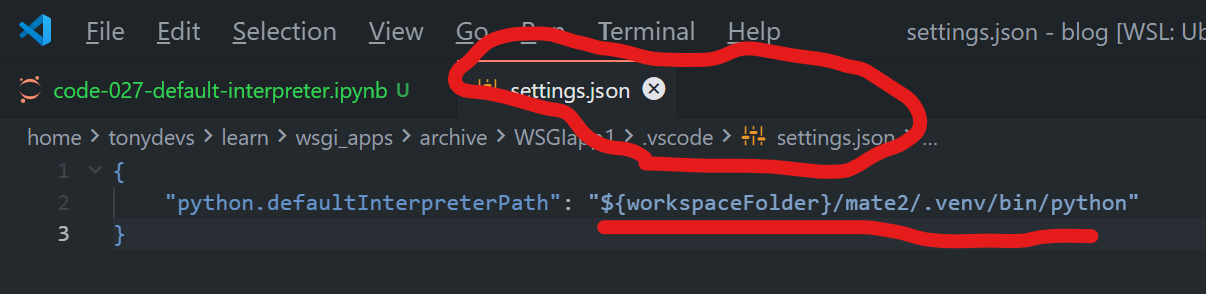 File Edit Selection View Go Run Terminal Help settings.json - blog [WSL: Ub
code-027-default-interpreter.ipynb U settings.json
home > tonydevs > learn > wsgi_apps > archive > WSGIapp1 > .vscode > settings.json > ...
1 {
2 "python.defaultInterpreterPath": "${workspaceFolder}/mate2/.venv/bin/python"
3 }